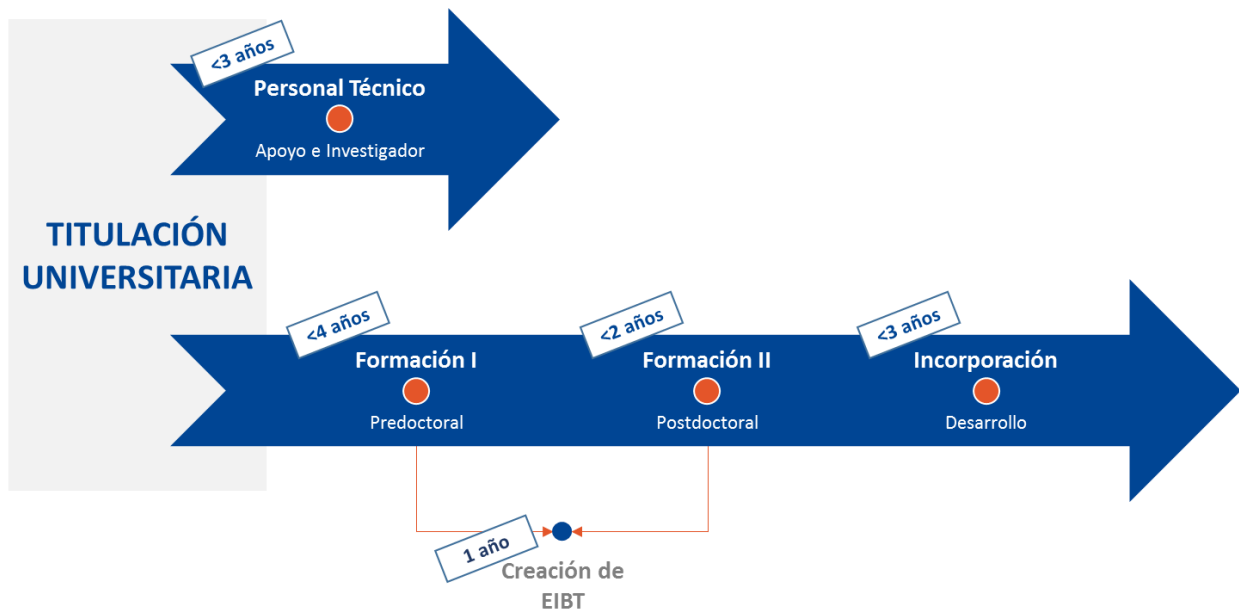 <3 años
Personal Técnico
Apoyo e Investigador
TITULACIÓN
UNIVERSITARIA
<4 años
Formación I
Predoctoral
<2 años
Formación II
Postdoctoral
<3 años
Incorporación
Desarrollo
1 año
Creación de
EIBT